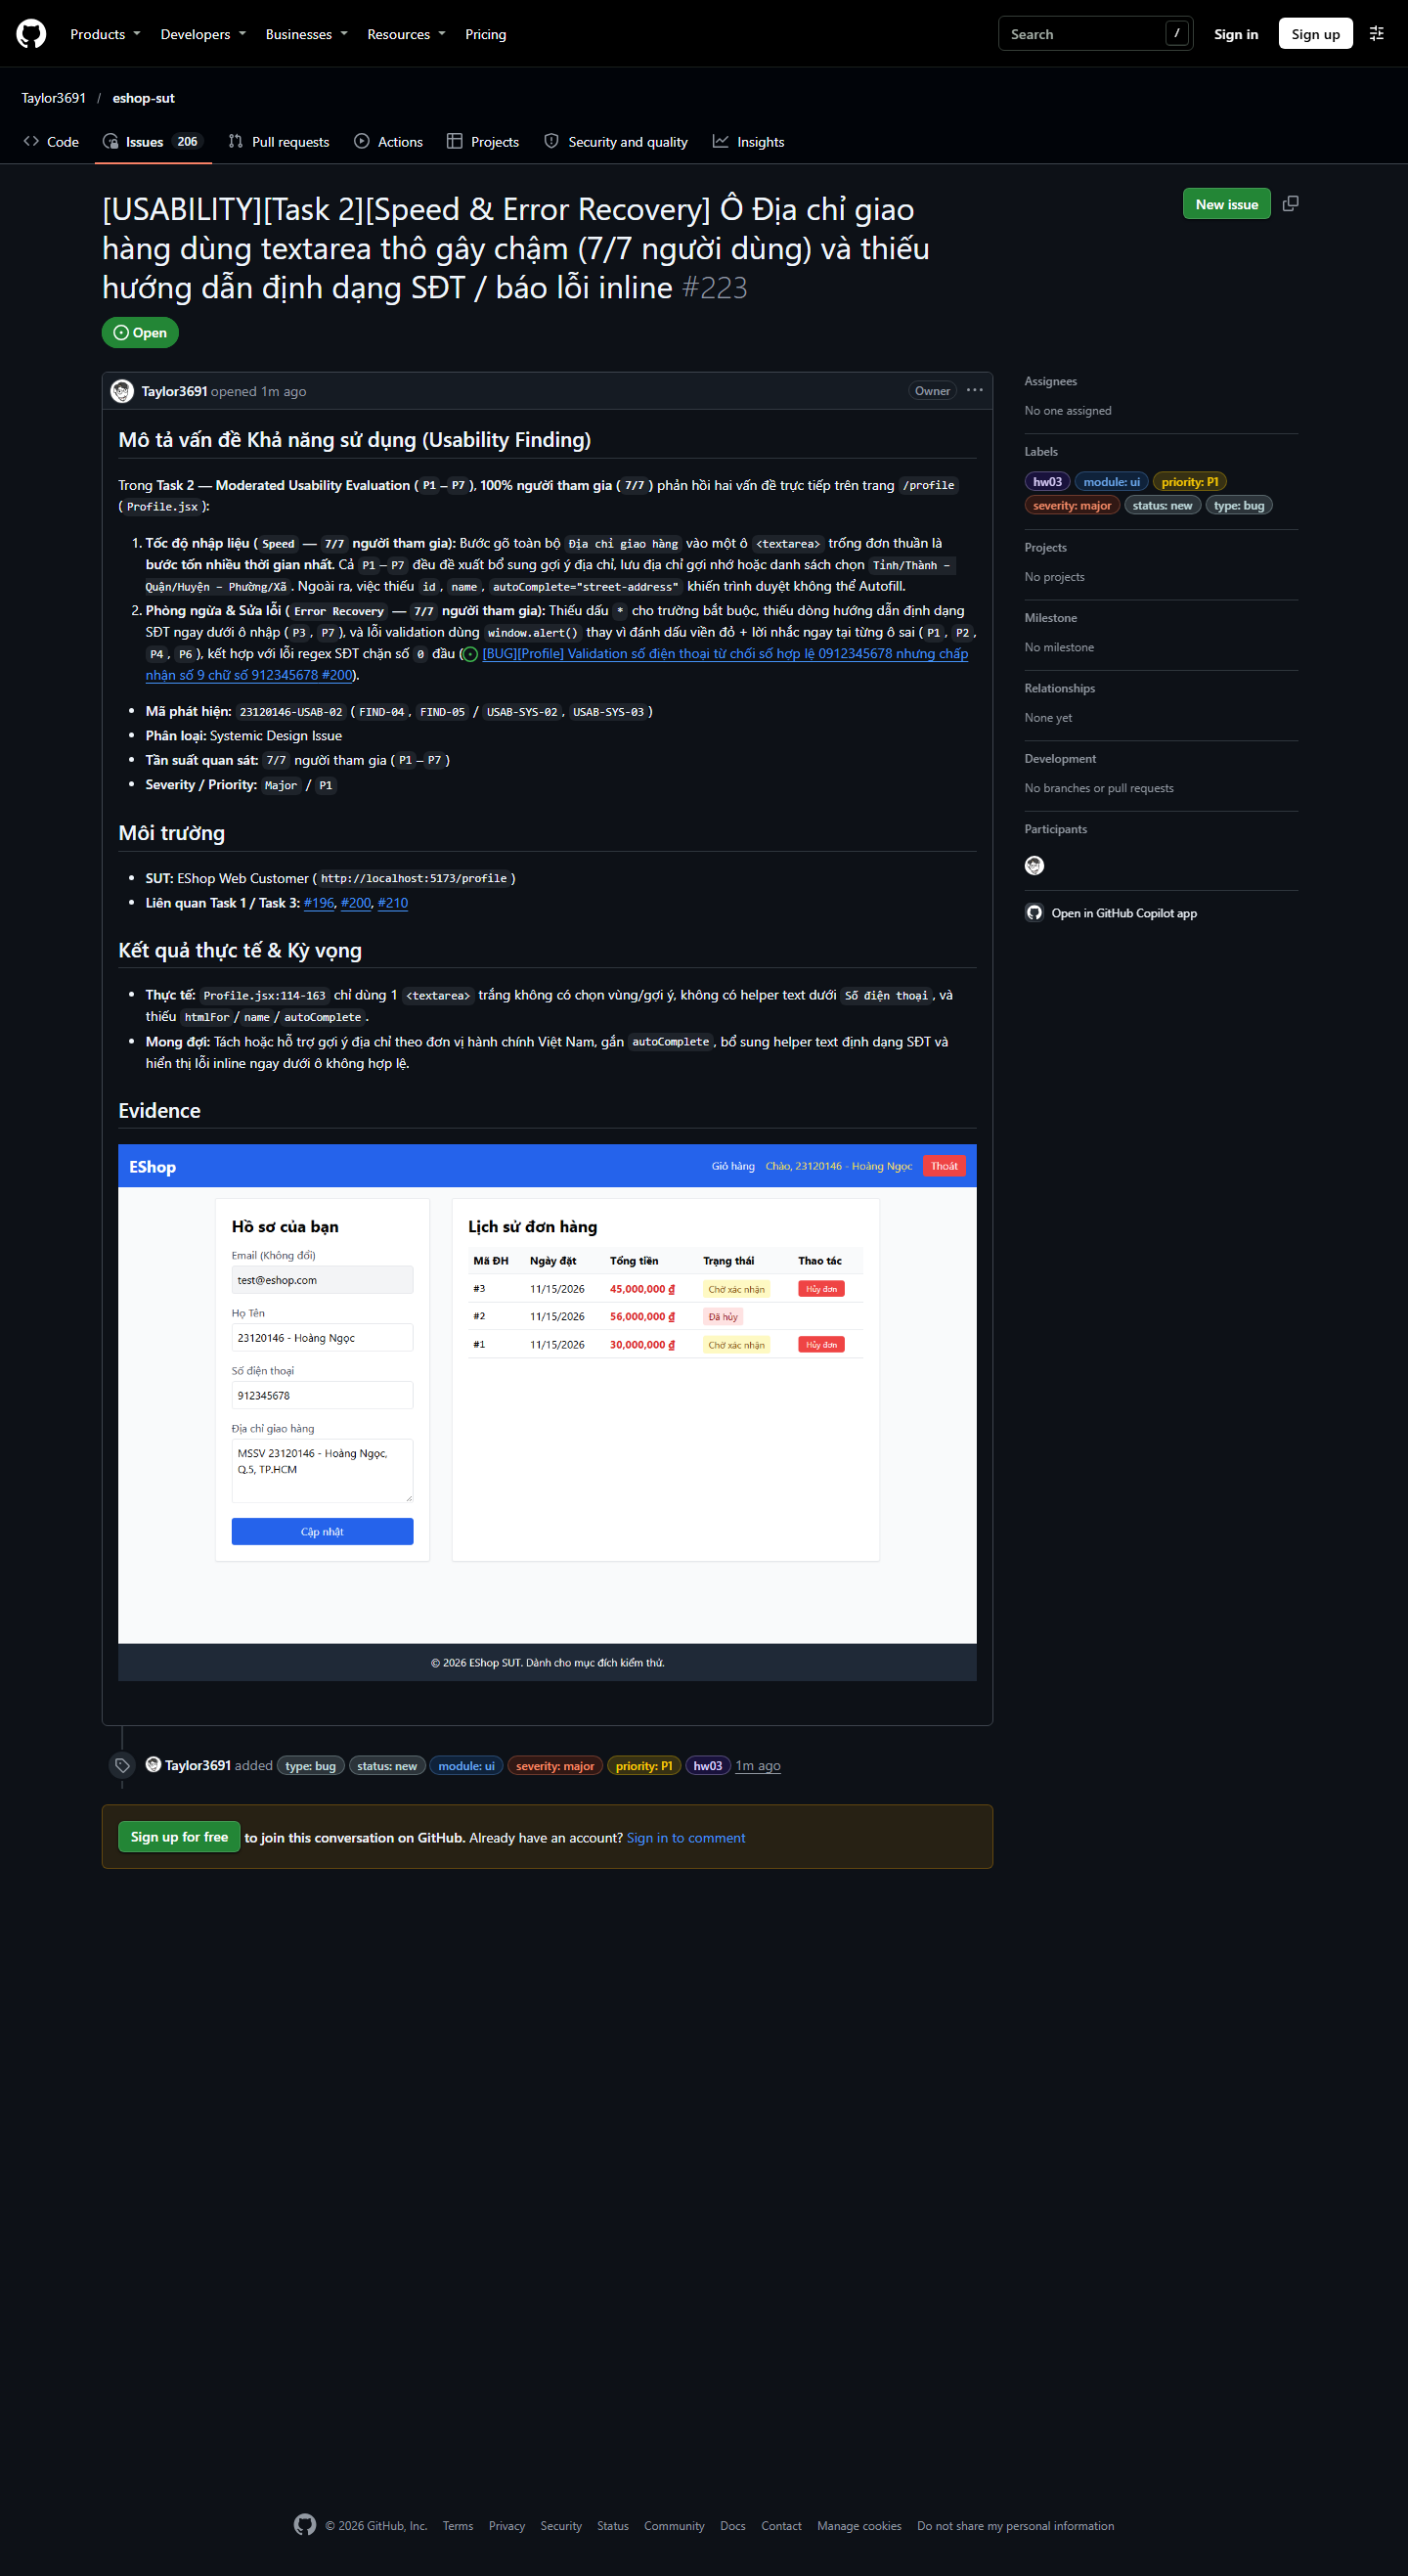 Products Developers Businesses Resources Pricing Search / Sign in Sign up
Taylor3691 / eshop-sut
Code Issues 206 Pull requests Actions Projects Security and quality Insights
[USABILITY][Task 2][Speed & Error Recovery] Ô Địa chỉ giao
hàng dùng textarea thô gây chậm (7/7 người dùng) và thiếu
hướng dẫn định dạng SĐT / báo lỗi inline #223
New issue
Open
Taylor3691 opened 1m ago Owner
Mô tả vấn đề Khả năng sử dụng (Usability Finding)
Trong Task 2 — Moderated Usability Evaluation ( P1 – P7 ), 100% người tham gia ( 7/7 ) phản hồi hai vấn đề trực tiếp trên trang /profile
( Profile.jsx ):
1. Tốc độ nhập liệu ( Speed — 7/7 người tham gia): Bước gõ toàn bộ Địa chỉ giao hàng vào một ô <textarea> trống đơn thuần là
bước tốn nhiều thời gian nhất. Cả P1 – P7 đều đề xuất bổ sung gợi ý địa chỉ, lưu địa chỉ gợi nhớ hoặc danh sách chọn Tỉnh/Thành –
Quận/Huyện – Phường/Xã . Ngoài ra, việc thiếu id , name , autoComplete="street-address" khiến trình duyệt không thể Autofill.
2. Phòng ngừa & Sửa lỗi ( Error Recovery — 7/7 người tham gia): Thiếu dấu * cho trường bắt buộc, thiếu dòng hướng dẫn định dạng
SĐT ngay dưới ô nhập ( P3 , P7 ), và lỗi validation dùng window.alert() thay vì đánh dấu viền đỏ + lời nhắc ngay tại từng ô sai ( P1 , P2 ,
P4 , P6 ), kết hợp với lỗi regex SĐT chặn số 0 đầu ( [BUG][Profile] Validation số điện thoại từ chối số hợp lệ 0912345678 nhưng chấp
nhận số 9 chữ số 912345678 #200).
Mã phát hiện: 23120146-USAB-02 ( FIND-04 , FIND-05 / USAB-SYS-02 , USAB-SYS-03 )
Phân loại: Systemic Design Issue
Tần suất quan sát: 7/7 người tham gia ( P1 – P7 )
Severity / Priority: Major / P1
Môi trường
SUT: EShop Web Customer ( http://localhost:5173/profile )
Liên quan Task 1 / Task 3: #196, #200, #210
Kết quả thực tế & Kỳ vọng
Thực tế: Profile.jsx:114-163 chỉ dùng 1 <textarea> trắng không có chọn vùng/gợi ý, không có helper text dưới Số điện thoại , và
thiếu htmlFor / name / autoComplete .
Mong đợi: Tách hoặc hỗ trợ gợi ý địa chỉ theo đơn vị hành chính Việt Nam, gắn autoComplete , bổ sung helper text định dạng SĐT và
hiển thị lỗi inline ngay dưới ô không hợp lệ.
Evidence
EShop Giỏ hàng Chào, 23120146 - Hoàng Ngọc Thoát
Hồ sơ của bạn
Email (Không đổi)
test@eshop.com
Họ Tên
23120146 - Hoàng Ngọc
Số điện thoại
912345678
Địa chỉ giao hàng
MSSV 23120146 - Hoàng Ngọc,
Q.5, TP.HCM
Cập nhật
Lịch sử đơn hàng
Mã ĐH Ngày đặt Tổng tiền Trạng thái Thao tác
#3 11/15/2026 45,000,000 ₫ Chờ xác nhận Hủy đơn
#2 11/15/2026 56,000,000 ₫ Đã hủy
#1 11/15/2026 30,000,000 ₫ Chờ xác nhận Hủy đơn
© 2026 EShop SUT. Dành cho mục đích kiểm thử.
Taylor3691 added type: bug status: new module: ui severity: major priority: P1 hw03 1m ago
Sign up for free to join this conversation on GitHub. Already have an account? Sign in to comment
Assignees
No one assigned
Labels
hw03 module: ui priority: P1
severity: major status: new type: bug
Projects
No projects
Milestone
No milestone
Relationships
None yet
Development
No branches or pull requests
Participants
Open in GitHub Copilot app
© 2026 GitHub, Inc. Terms Privacy Security Status Community Docs Contact Manage cookies Do not share my personal information